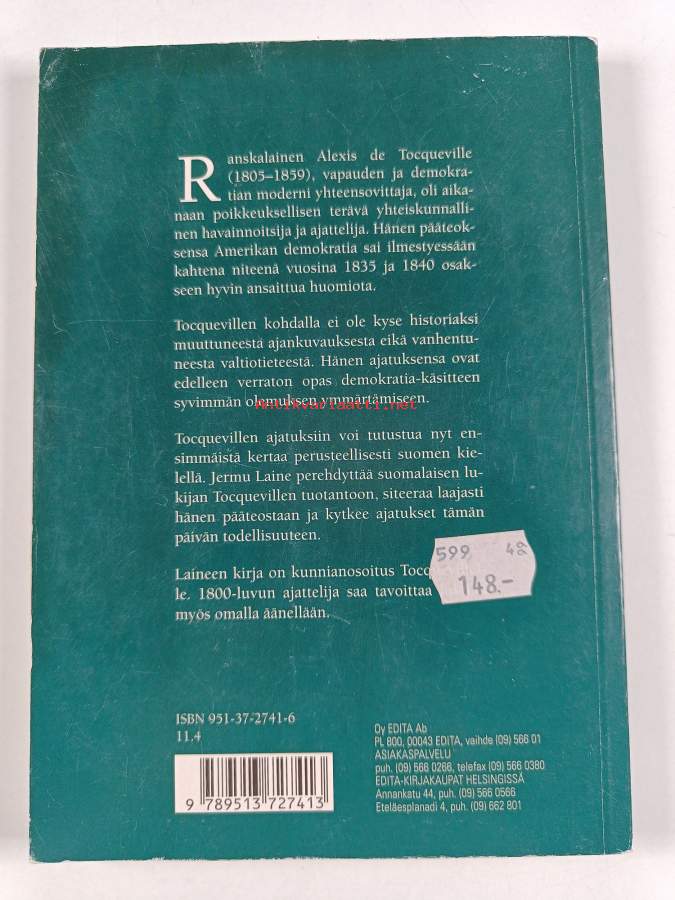 Ranskalainen Alexis de Tocqueville
(1805–1859), vapauden ja demokra-
tian moderni yhteensovittaja, oli aika-
naan poikkeuksellisen terävä yhteiskunnalli-
nen havainnoitsija ja ajattelija. Hänen pääteok-
sensa Amerikan demokratia sai ilmestyessään
kahtena niteenä vuosina 1835 ja 1840 osak-
seen hyvin ansaittua huomiota.
Tocquevillen kohdalla ei ole kyse historiaksi
muuttuneesta ajankuvauksesta eikä vanhentu-
neesta valtiotieteestä. Hänen ajatuksensa ovat
edelleen verraton opas demokratia-käsitteen
syvimmän olemuksen ymmärtämiseen.
Antikvariaatti.net
Tocquevillen ajatuksiin voi tutustua nyt en-
simmäistä kertaa perusteellisesti suomen kie-
lellä. Jermu Laine perehdyttää suomalaisen lu-
kijan Tocquevillen tuotantoon, siteeraa laajasti
hänen pääteostaan ja kytkee ajatukset tämän
päivän todellisuuteen.
599 42
148.-
Laineen kirja on kunnianosoitus Tocq
le. 1800-luvun ajattelija saa tavoittaa
myös omalla äänellään.
ISBN 951-37-2741-6
11.4
9 789513 727413
Oy EDITA Ab
PL 800, 00043 EDITA, vaihde (09) 566 01
ASIAKASPALVELU
puh. (09) 566 0266, telefax (09) 566 0380
EDITA-KIRJAKAUPAT HELSINGISSÄ
Annankatu 44, puh. (09) 566 0566
Eteläesplanadi 4, puh. (09) 662 801